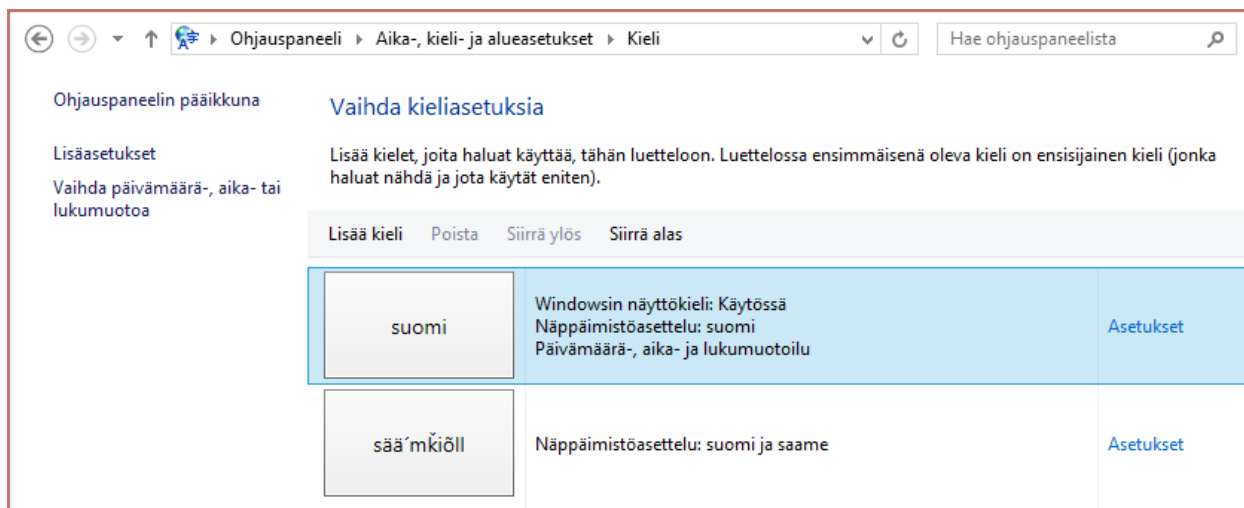 Ohjauspaneeli Aika-, kieli- ja alueasetukset Kieli Hae ohjauspaneelista
Ohjauspaneelin pääikkuna
Lisäasetukset
Vaihda päivämäärä-, aika- tai
lukumuotoa
Vaihda kieliasetuksia
Lisää kielet, joita haluat käyttää, tähän luetteloon. Luettelossa ensimmäisenä oleva kieli on ensisijainen kieli (jonka
haluat nähdä ja jota käytät eniten).
Lisää kieli Poista Siirrä ylös Siirrä alas
suomi
Windowsin näyttökieli: Käytössä
Näppäimistöasettelu: suomi
Päivämäärä-, aika- ja lukumuotoilu
Asetukset
sää´mǩiõll
Näppäimistöasettelu: suomi ja saame
Asetukset